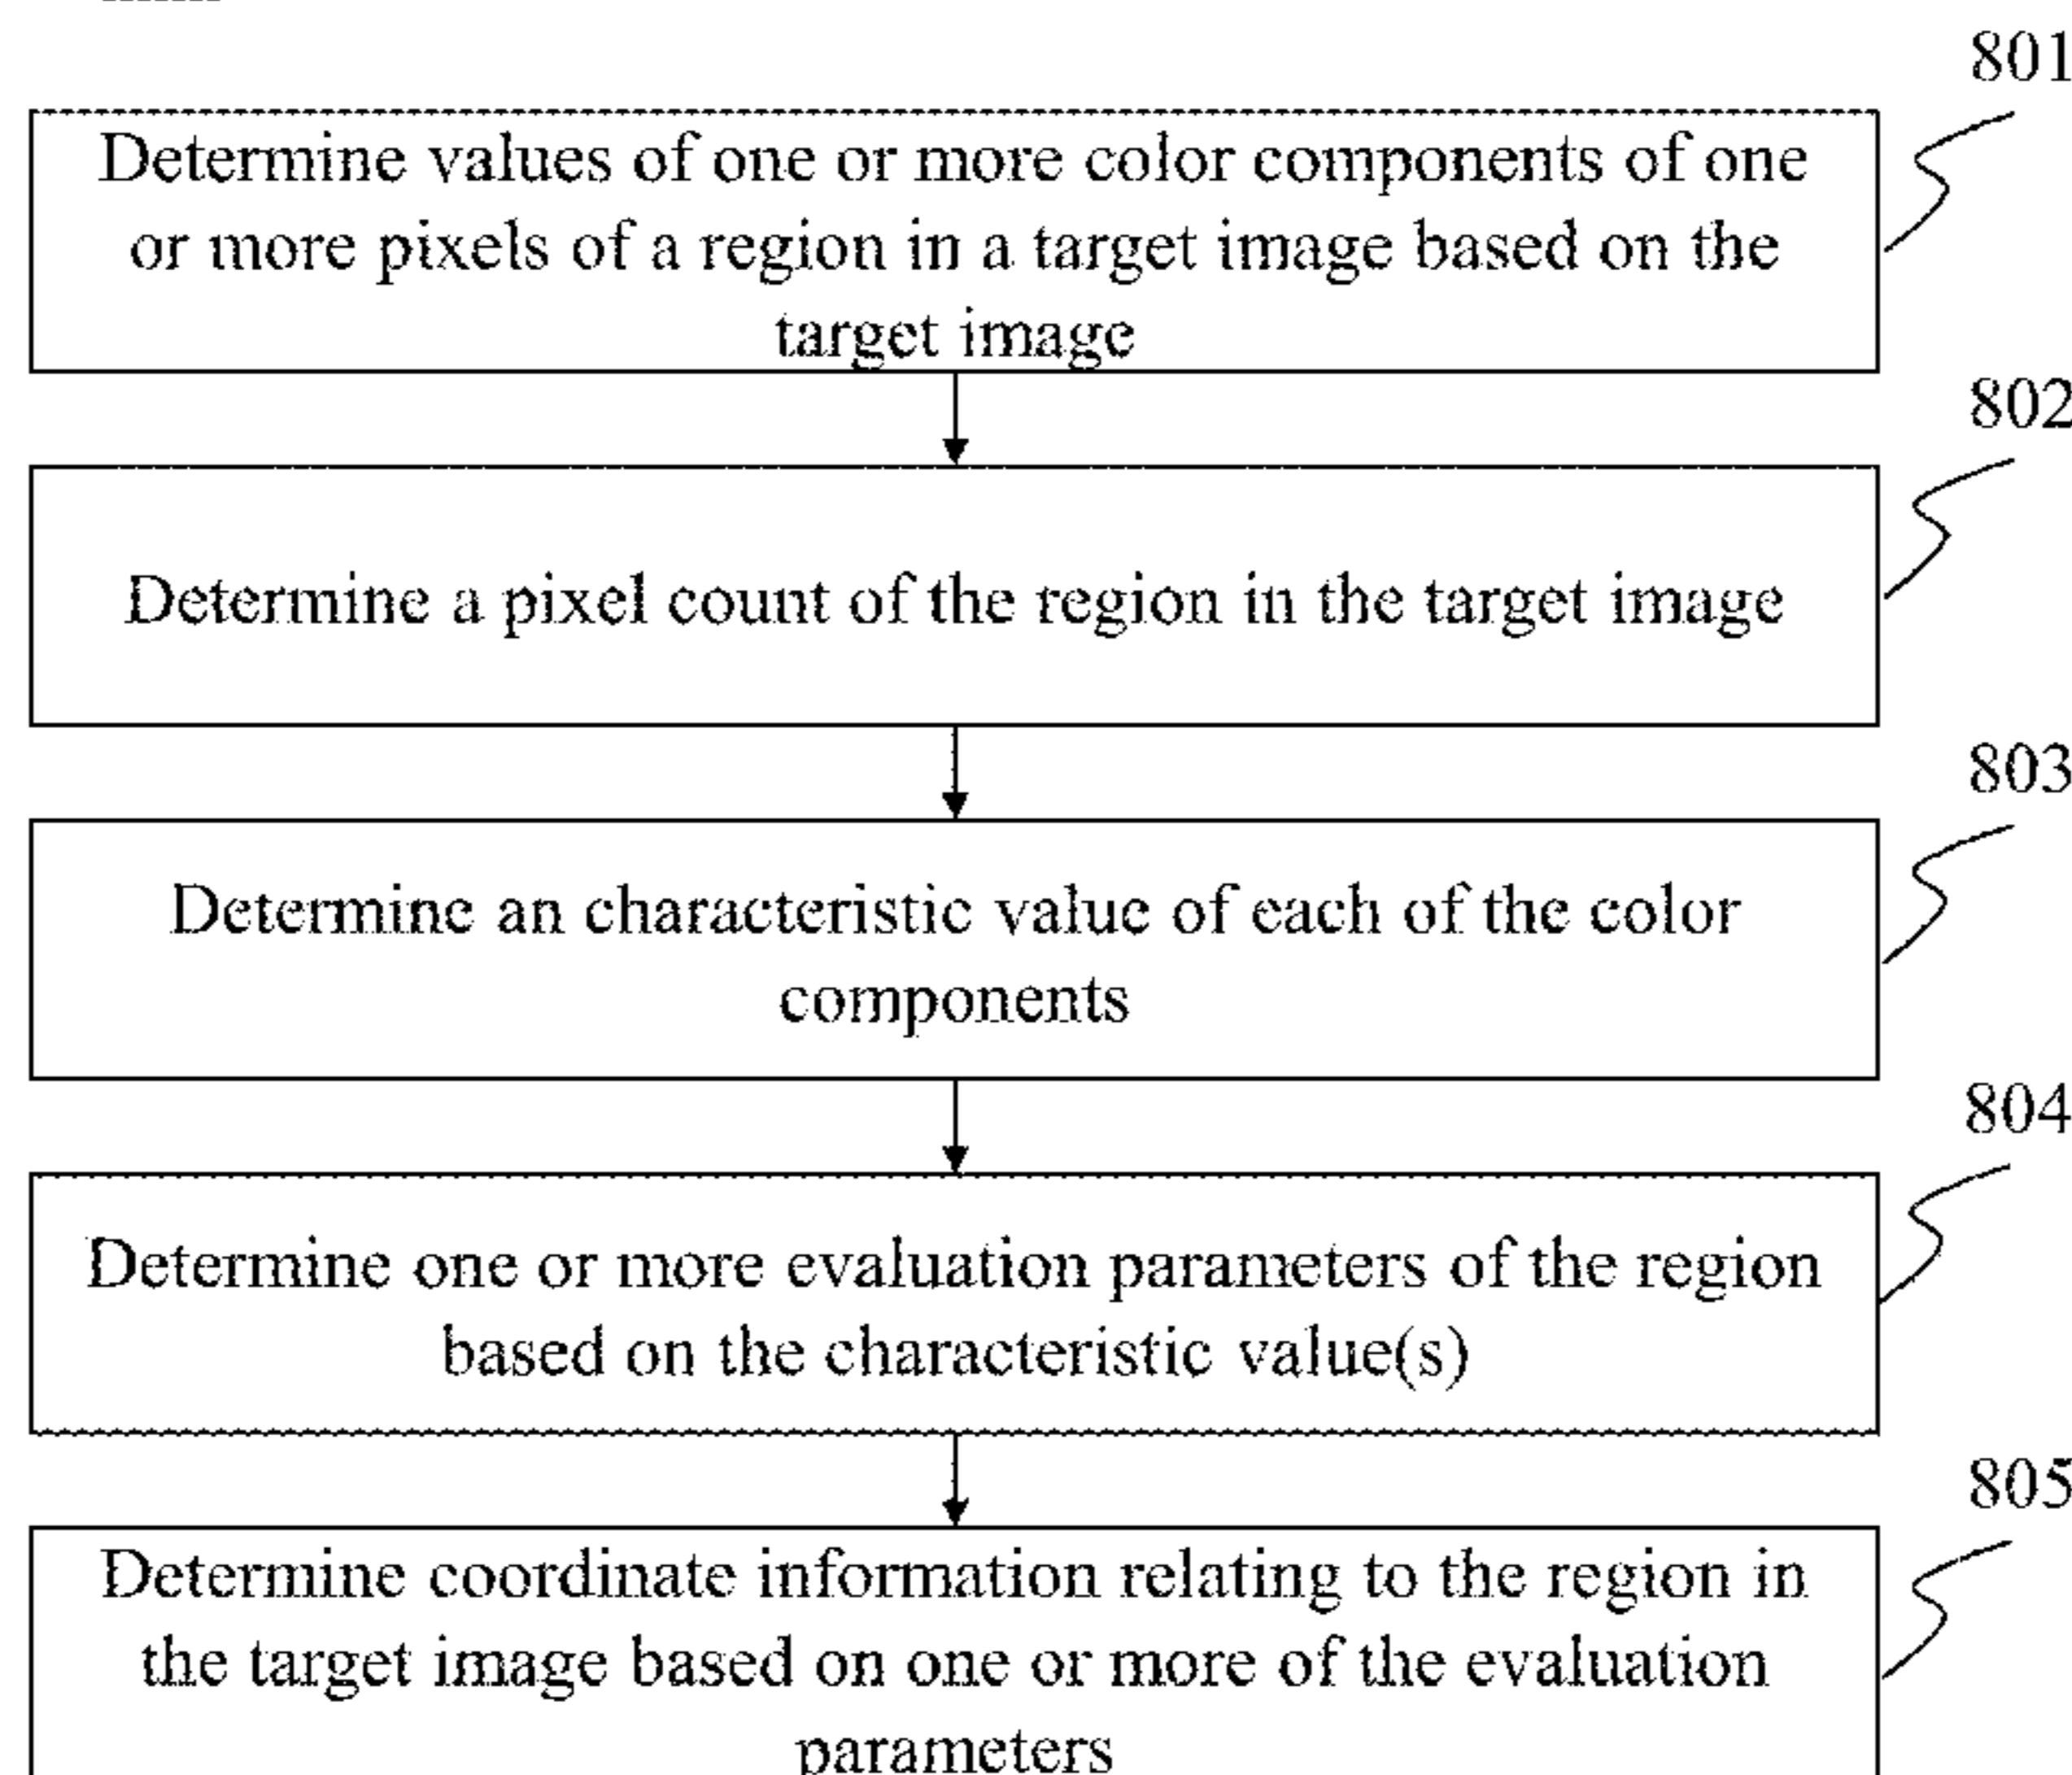 801
Determine values of one or more color components of one
or more pixels of a region in a target image based on the
target image
802
Determine a pixel count of the region in the target image
803
Determine an characteristic value of each of the color
components
804
Determine one or more evaluation parameters of the region
based on the characteristic value(s)
805
Determine coordinate information relating to the region in
the target image based on one or more of the evaluation
parameters